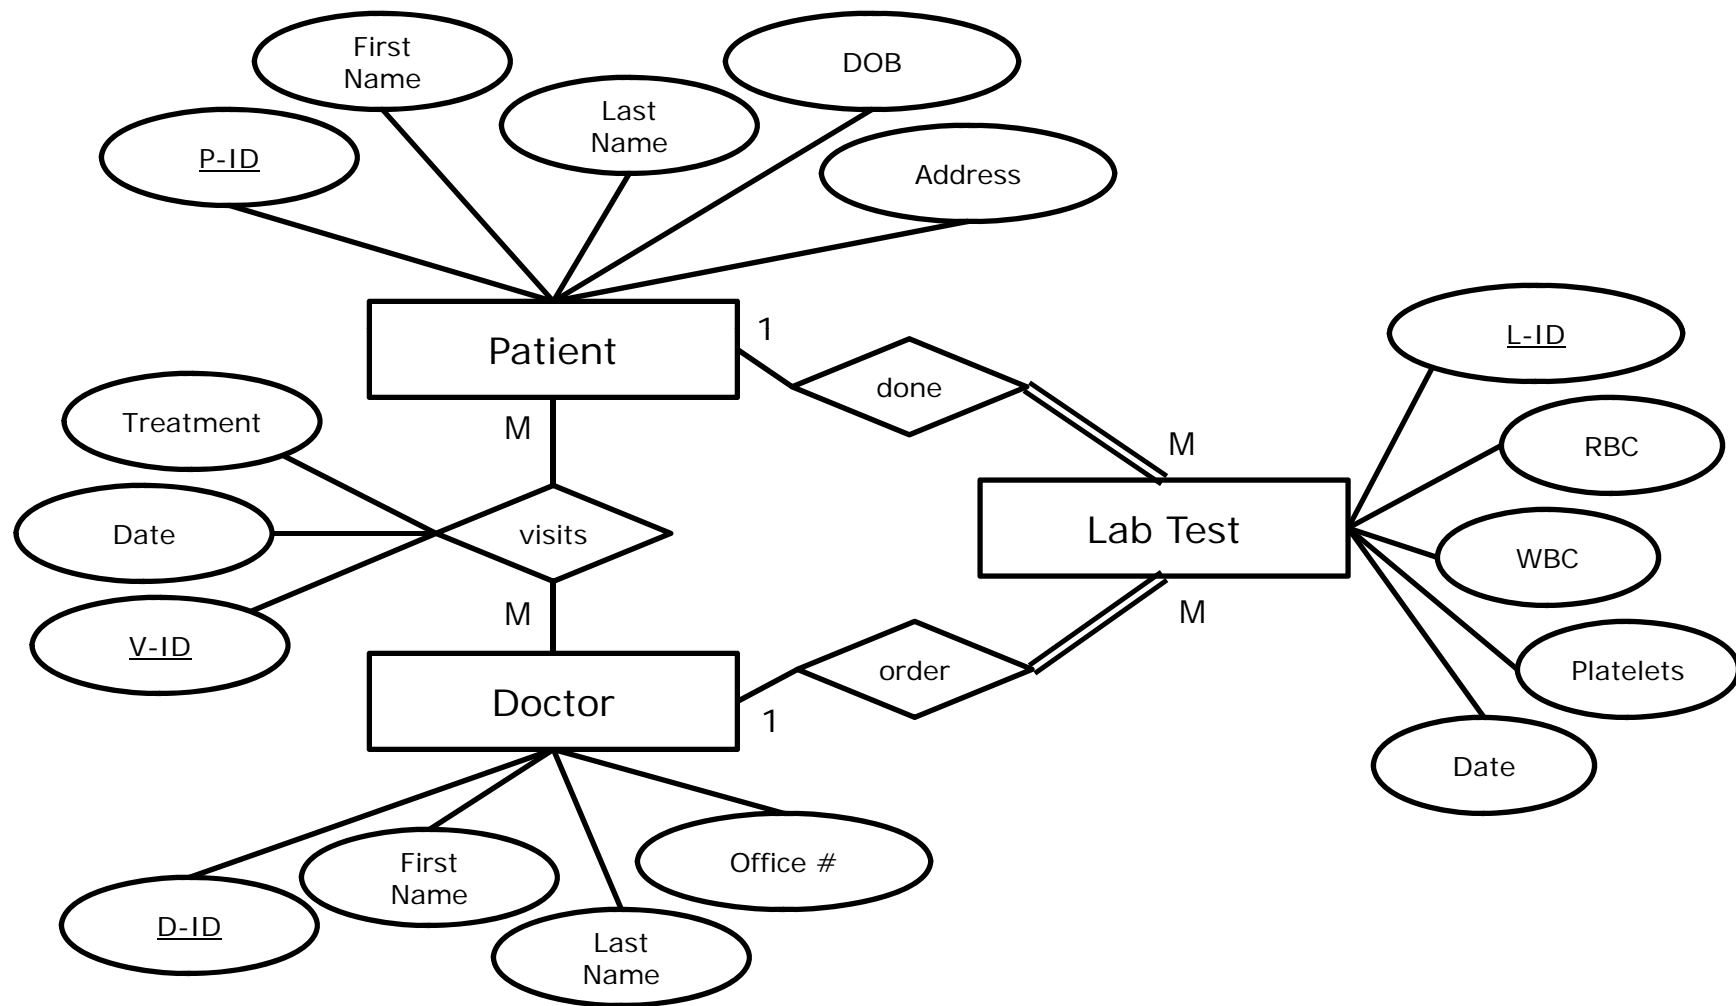 First
Name
DOB
Last
Name
P-ID
Address
1
Patient
L-ID
done
Treatment
M
M
RBC
Date
visits
Lab Test
WBC
M
M
V-ID
order
Platelets
Doctor
1
Date
First
Name
Office #
D-ID
Last
Name